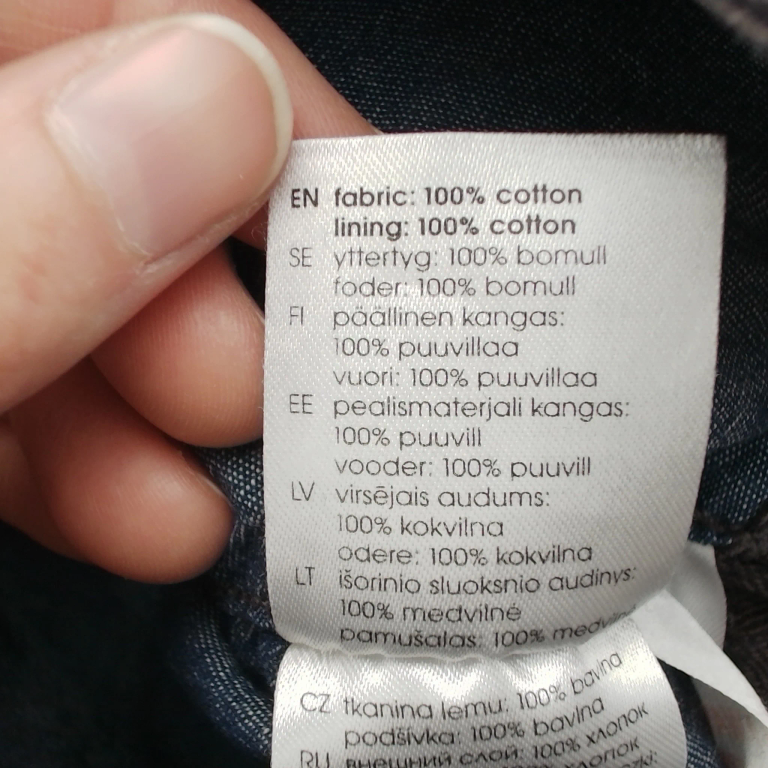 EN fabric: 100% cotton
lining: 100% cotton
SE yttertyg: 100% bomull
foder: 100% bomull
FI päällinen kangas:
100% puuvillaa
vuori: 100% puuvillaa
EE pealismaterjali kangas:
100% puuvill
vooder: 100% puuvill
LV virsējais audums:
100% kokvilna
odere: 100% kokvilna
LT išorinio sluoksnio audinys:
100% medvilnė
pamušalas: 100%
CZ tkanina lemu: 100% bavlna
podšívka: 100% bavlna
RU внешний слой: 100% хлопок
хлопок